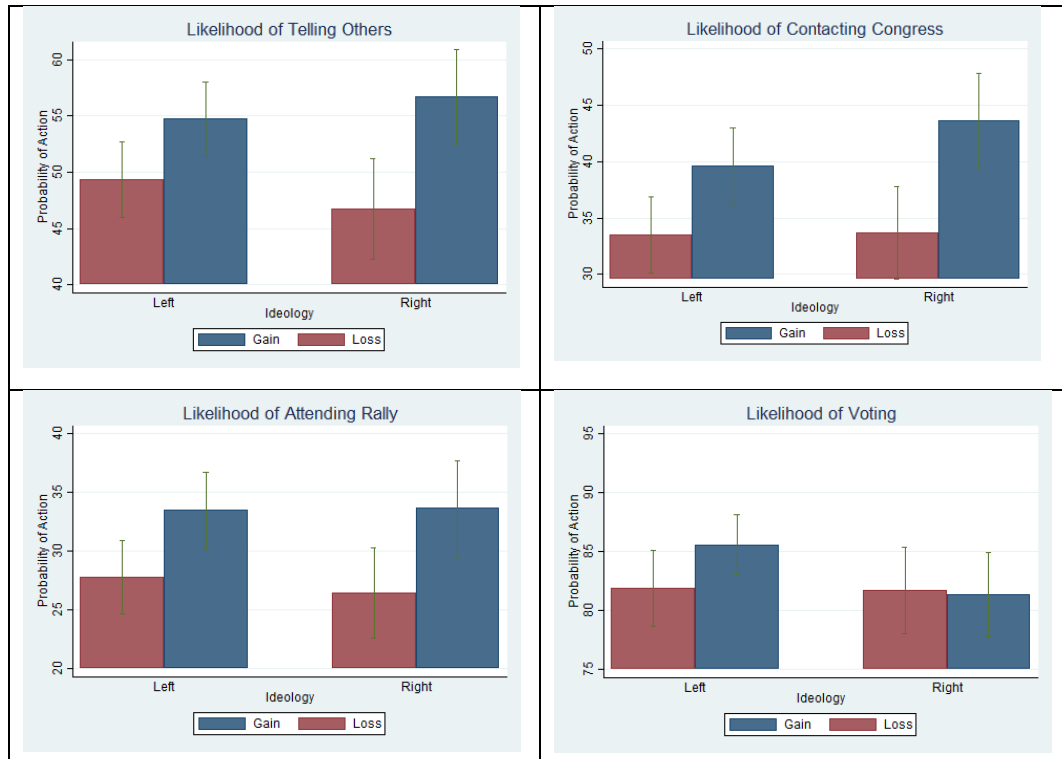 Likelihood of Telling Others
Probability of Action
60
55
50
45
40
Left
Right
Ideology
Gain
Loss
Likelihood of Contacting Congress
Probability of Action
50
45
40
35
30
Left
Right
Ideology
Gain
Loss
Likelihood of Attending Rally
Probability of Action
40
35
30
25
20
Left
Right
Ideology
Gain
Loss
Likelihood of Voting
Probability of Action
95
90
85
80
75
Left
Right
Ideology
Gain
Loss